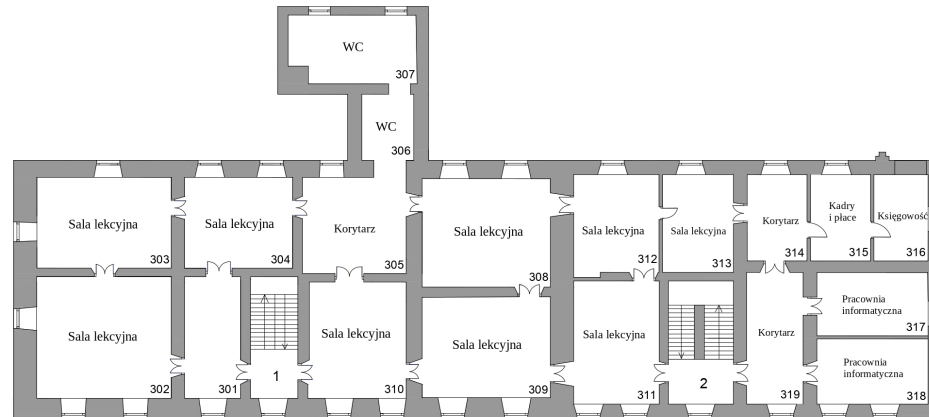 WC
307
WC
306
Sala lekcyjna
303
Sala lekcyjna
304
Korytarz
305
Sala lekcyjna
308
Sala lekcyjna
312
Sala lekcyjna
313
Korytarz
314
Kadry
i płace
315
Księgowość
316
Sala lekcyjna
302
301
1
Sala lekcyjna
310
Sala lekcyjna
309
Sala lekcyjna
311
2
Korytarz
319
Pracownia
informatyczna
317
Pracownia
informatyczna
318